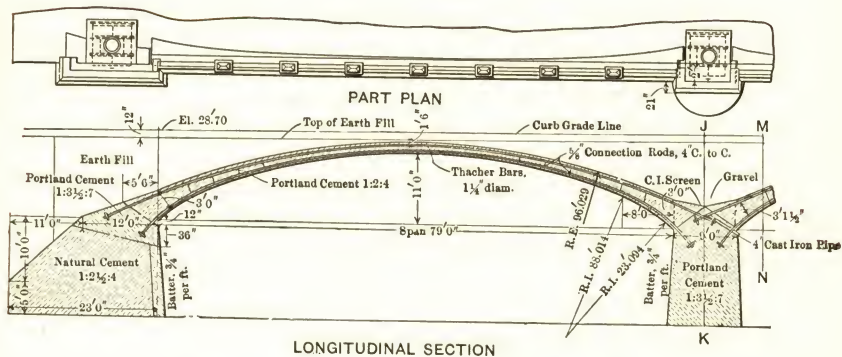 21"
PART PLAN
12"
El. 28.70
Top of Earth Fill
1'6"
Curb Grade Line
J
M
Earth Fill
5'6"
Portland Cement
1:3½:7
Portland Cement 1:2:4
Thacher Bars,
1¼" diam.
11'0"
⅝" Connection Rods, 4" C. to C.
C.I. Screen
Gravel
3'0"
3'0"
11'0"
12'0"
12"
36"
Span 79'0"
R.E. 96.029
R.I. 88.014
R.I. 23.094
8'0"
9'0"
3'1½"
4" Cast Iron Pipe
10'0"
5'0"
Natural Cement
1:2½:4
23'0"
Batter, ¾"
per ft.
Batter, ¾"
per ft.
Portland
Cement
1:3½:7
N
K
LONGITUDINAL SECTION